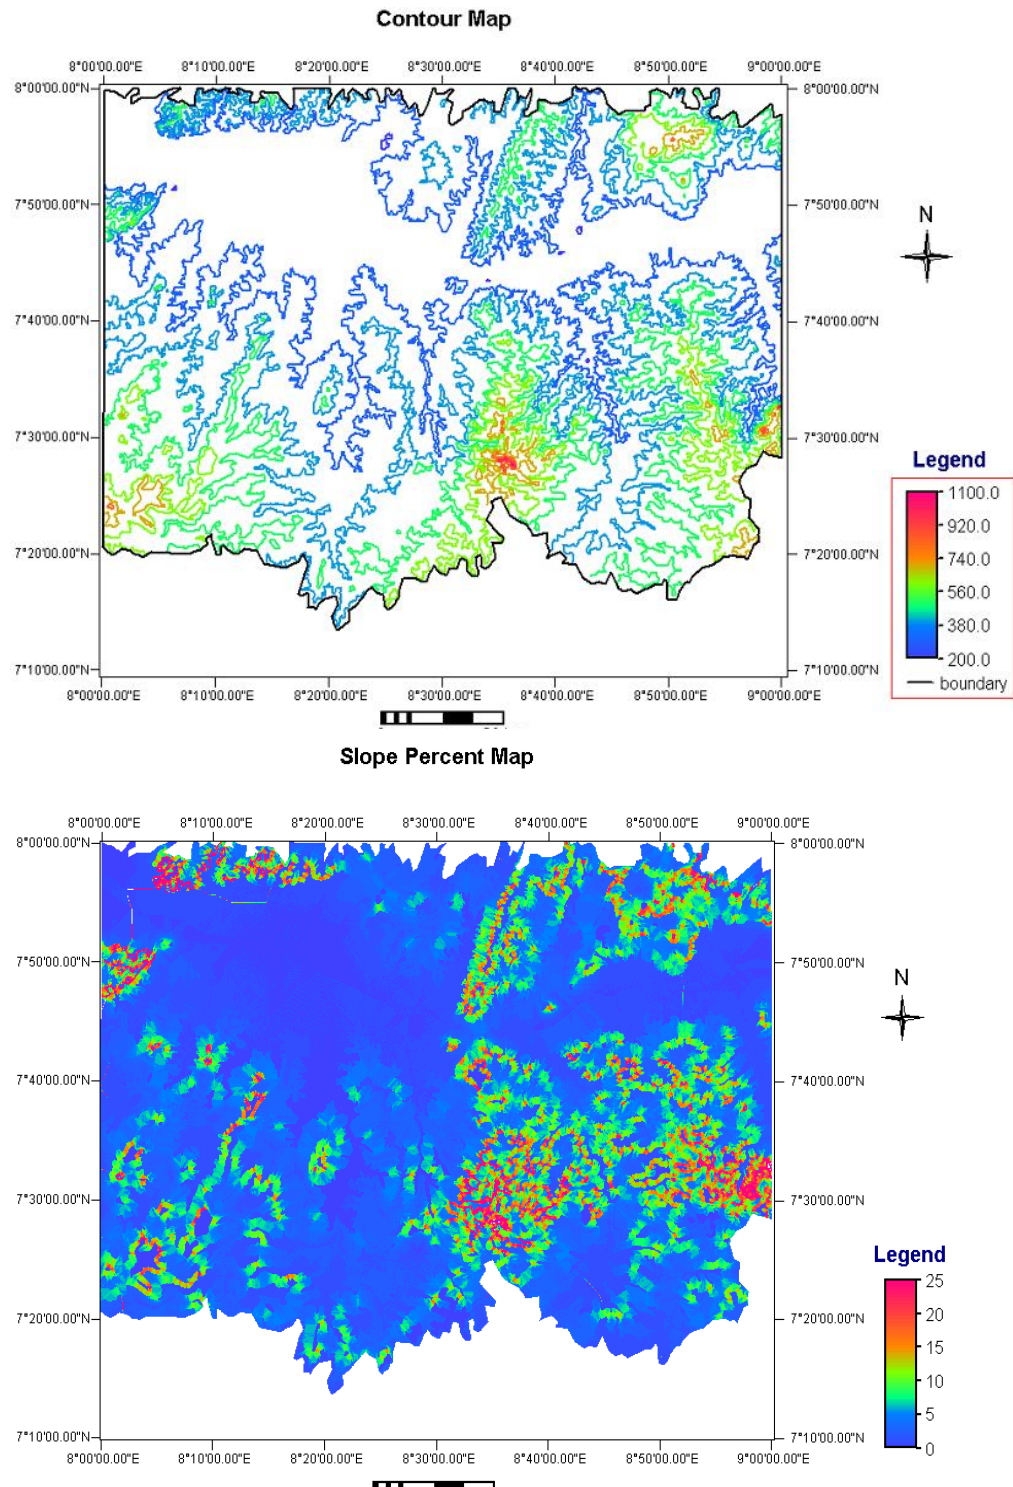 Contour Map
8°00'00.00"E 8°10'00.00"E 8°20'00.00"E 8°30'00.00"E 8°40'00.00"E 8°50'00.00"E 9°00'00.00"E
8°00'00.00"N 8°00'00.00"N
7°50'00.00"N 7°50'00.00"N
N
7°40'00.00"N 7°40'00.00"N
7°30'00.00"N 7°30'00.00"N
Legend
1100.0
920.0
7°20'00.00"N 7°20'00.00"N
740.0
560.0
380.0
200.0
boundary
7°10'00.00"N 7°10'00.00"N
8°00'00.00"E 8°10'00.00"E 8°20'00.00"E 8°30'00.00"E 8°40'00.00"E 8°50'00.00"E 9°00'00.00"E
Slope Percent Map
8°00'00.00"E 8°10'00.00"E 8°20'00.00"E 8°30'00.00"E 8°40'00.00"E 8°50'00.00"E 9°00'00.00"E
8°00'00.00"N 8°00'00.00"N
7°50'00.00"N 7°50'00.00"N
N
7°40'00.00"N 7°40'00.00"N
7°30'00.00"N 7°30'00.00"N
Legend
25
20
7°20'00.00"N 7°20'00.00"N
15
10
5
0
7°10'00.00"N 7°10'00.00"N
8°00'00.00"E 8°10'00.00"E 8°20'00.00"E 8°30'00.00"E 8°40'00.00"E 8°50'00.00"E 9°00'00.00"E